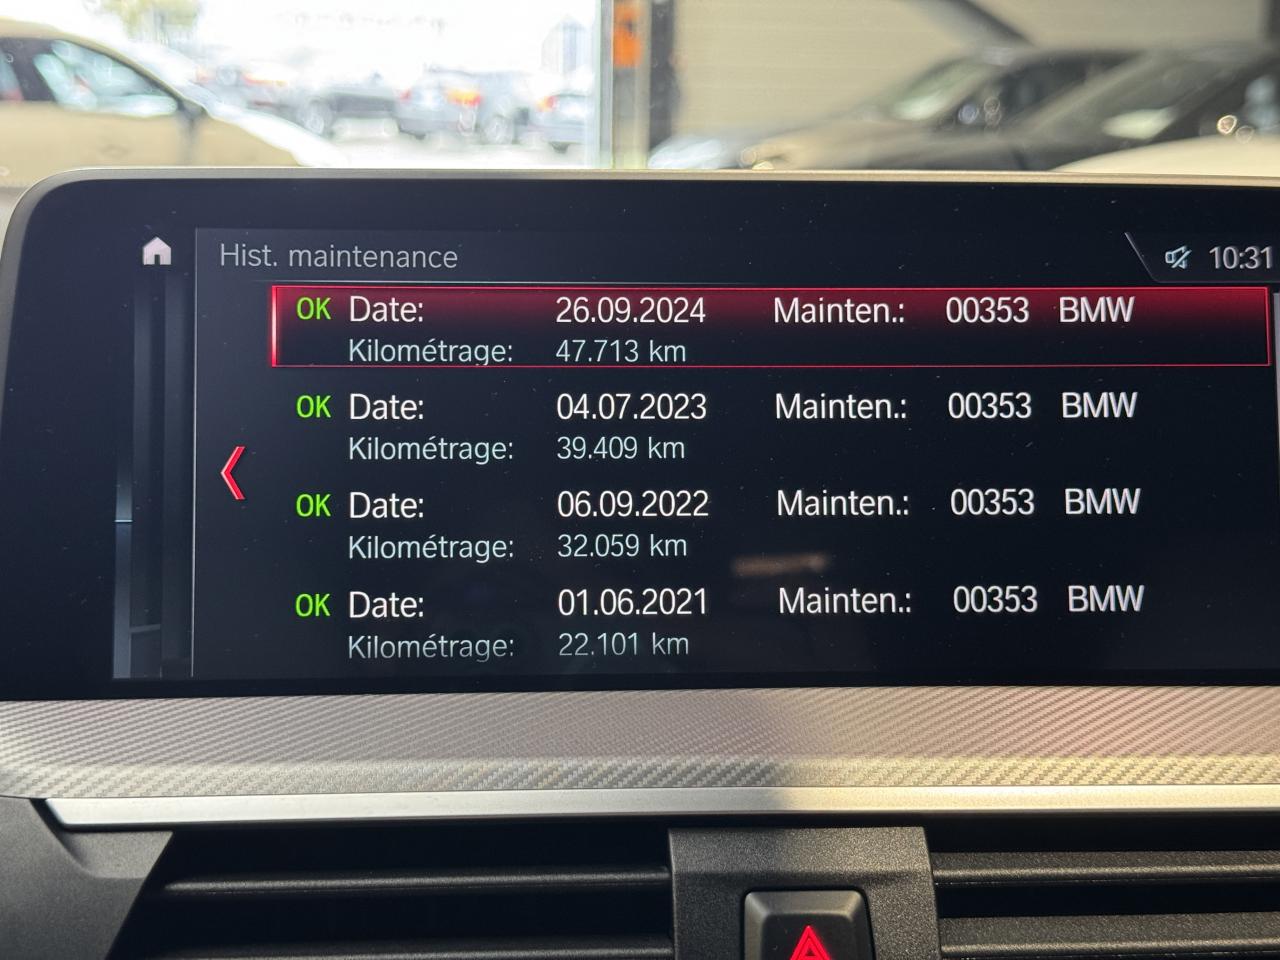 Hist. maintenance
10:31
OK Date: 26.09.2024 Mainten.: 00353 BMW
Kilométrage: 47.713 km
OK Date: 04.07.2023 Mainten.: 00353 BMW
Kilométrage: 39.409 km
OK Date: 06.09.2022 Mainten.: 00353 BMW
Kilométrage: 32.059 km
OK Date: 01.06.2021 Mainten.: 00353 BMW
Kilométrage: 22.101 km